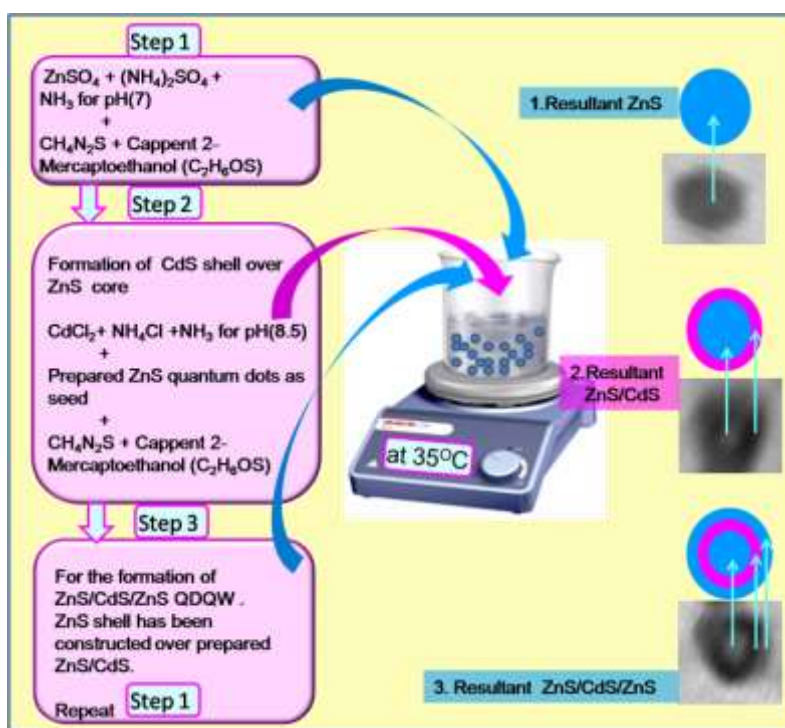 Step 1
ZnSO₄ + (NH₄)₂SO₄ +
NH₃ for pH(7)
+
CH₄N₂S + Cappent 2-
Mercaptoethanol (C₂H₆OS)
Step 2
Formation of CdS shell over
ZnS core
CdCl₂+ NH₄Cl +NH₃ for pH(8.5)
+
Prepared ZnS quantum dots as
seed
+
CH₄N₂S + Cappent 2-
Mercaptoethanol (C₂H₆OS)
Step 3
For the formation of
ZnS/CdS/ZnS QDQW .
ZnS shell has been
constructed over prepared
ZnS/CdS.
Repeat Step 1
at 35⁰C
1.Resultant ZnS
2.Resultant
ZnS/CdS
3. Resultant ZnS/CdS/ZnS